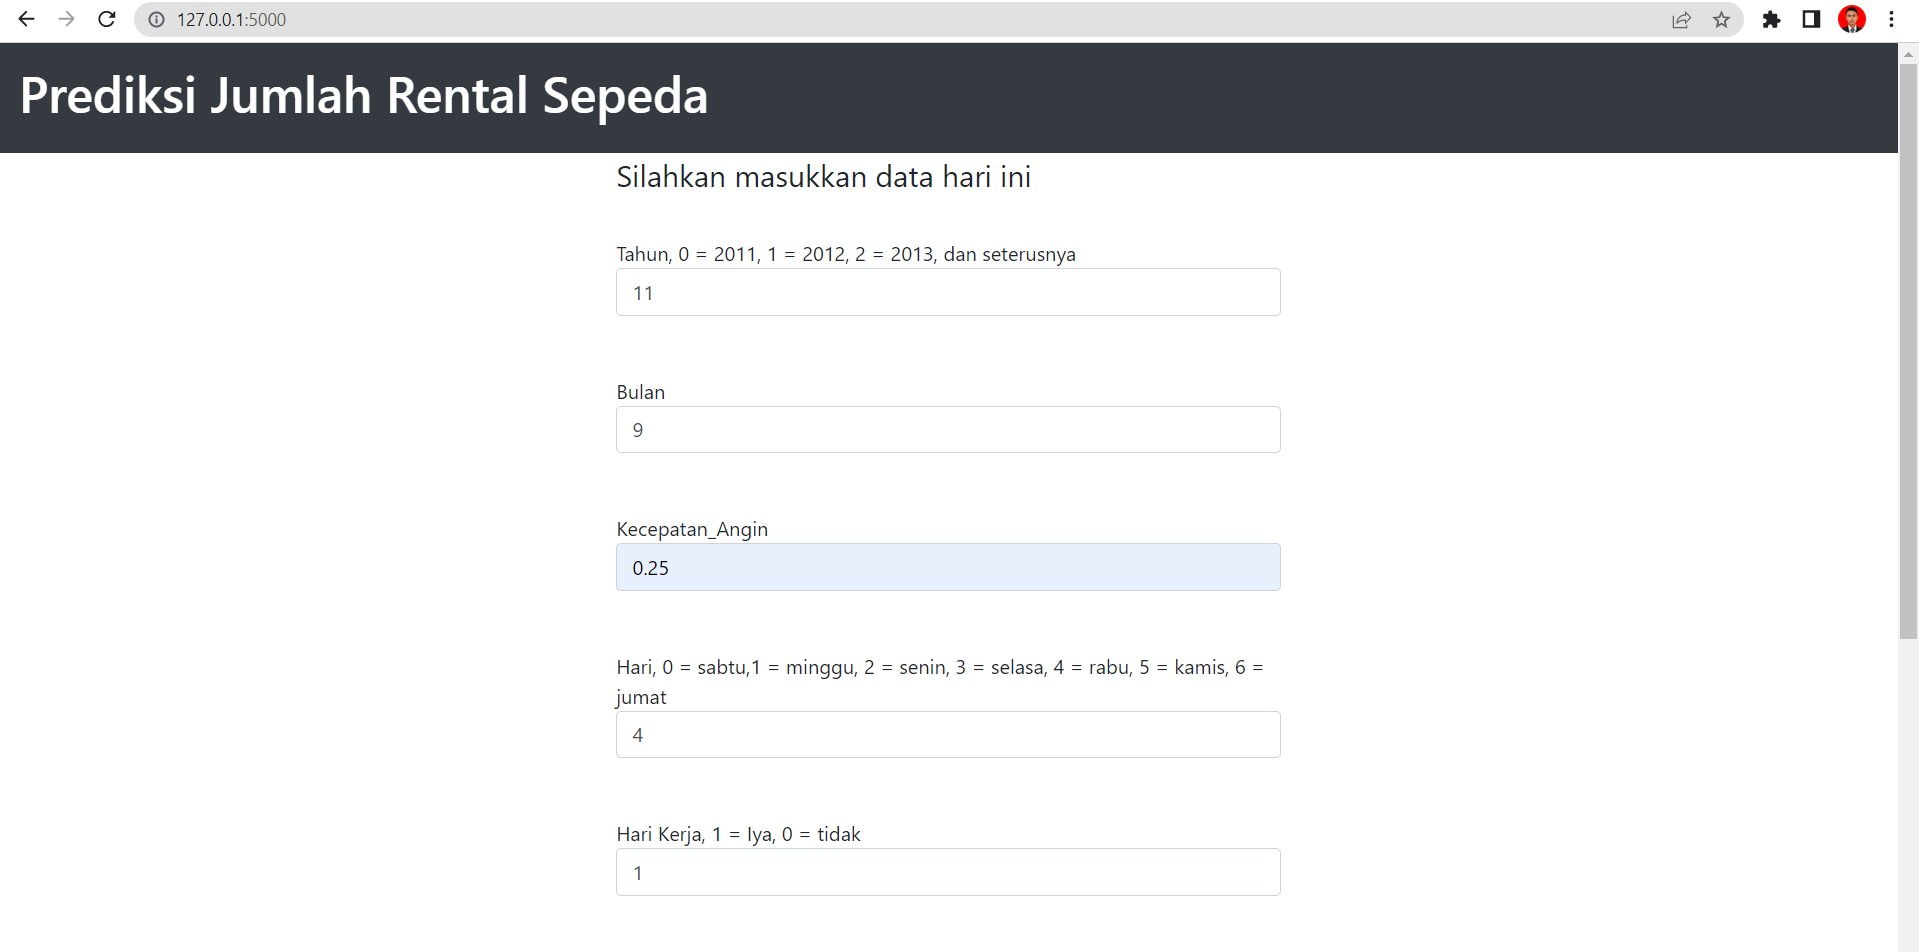 127.0.0.1:5000
Prediksi Jumlah Rental Sepeda
Silahkan masukkan data hari ini
Tahun, 0 = 2011, 1 = 2012, 2 = 2013, dan seterusnya
11
Bulan
9
Kecepatan_Angin
0.25
Hari, 0 = sabtu,1 = minggu, 2 = senin, 3 = selasa, 4 = rabu, 5 = kamis, 6 =
jumat
4
Hari Kerja, 1 = Iya, 0 = tidak
1